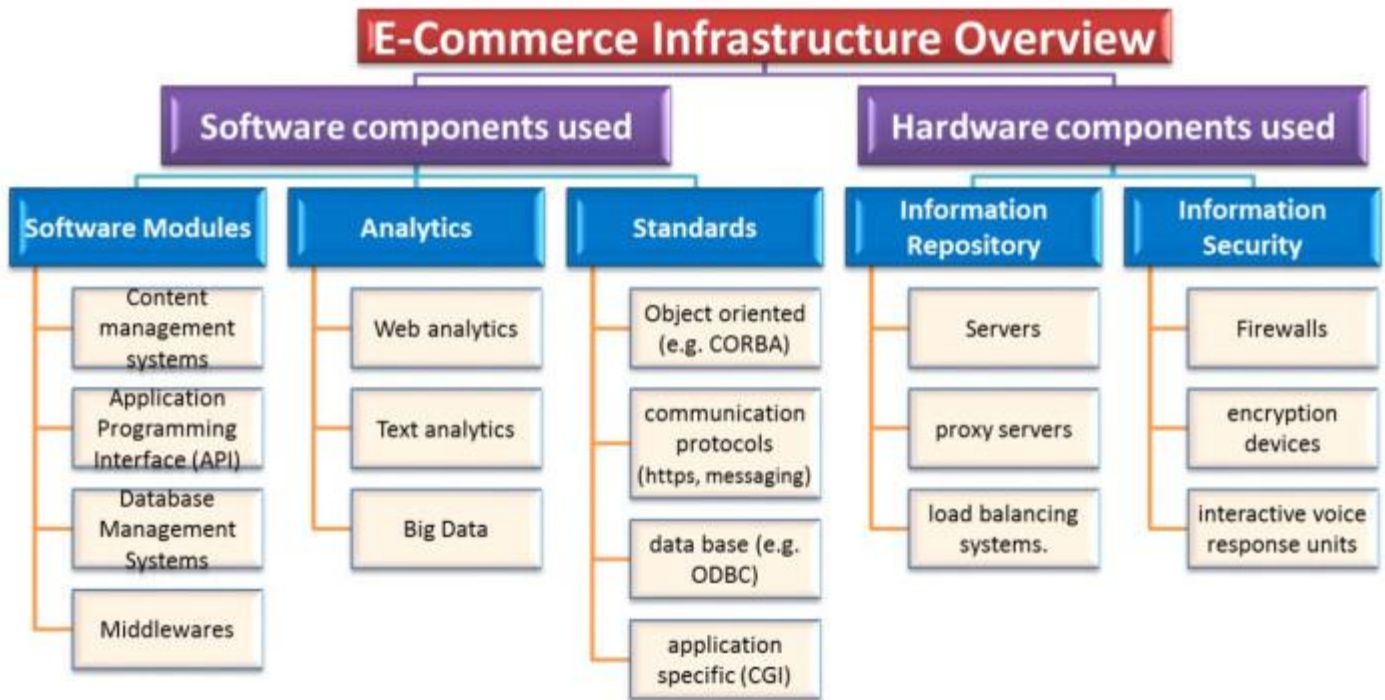 E-Commerce Infrastructure Overview
Software components used
Hardware components used
Software Modules
Analytics
Standards
Information
Repository
Information
Security
Content
management
systems
Application
Programming
Interface (API)
Database
Management
Systems
Middlewares
Web analytics
Text analytics
Big Data
Object oriented
(e.g. CORBA)
communication
protocols
(https, messaging)
data base (e.g.
ODBC)
application
specific (CGI)
Servers
proxy servers
load balancing
systems.
Firewalls
encryption
devices
interactive voice
response units